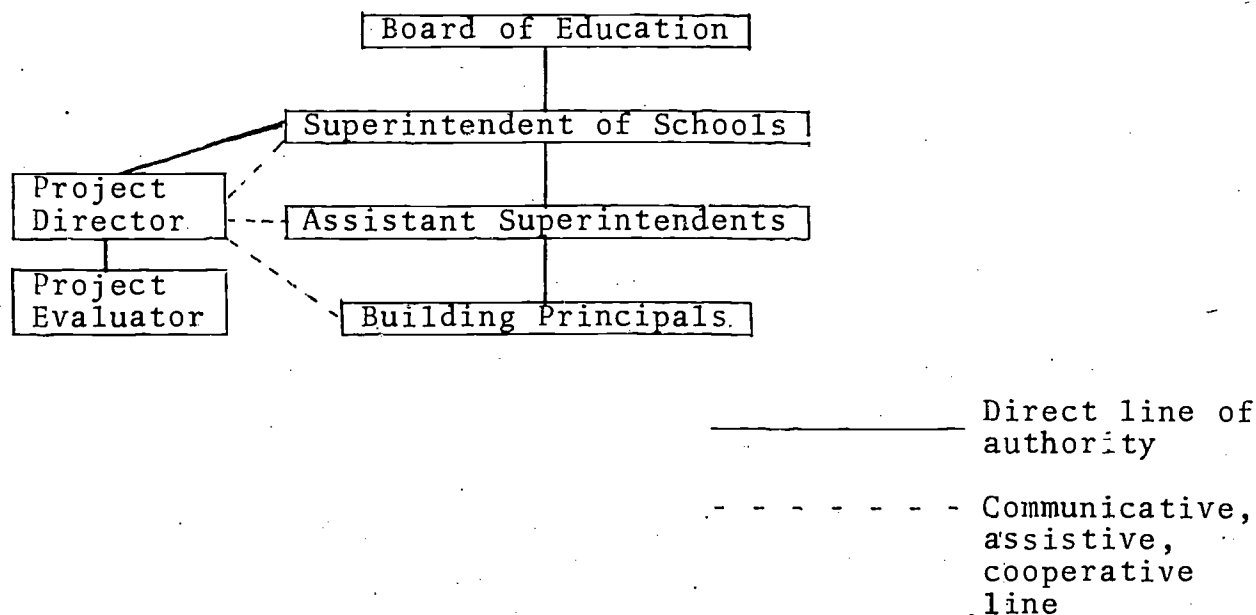 Board of Education
Superintendent of Schools
Project
Director
Assistant Superintendents
Project
Evaluator
Building Principals
Direct line of
authority
Communicative,
assistive,
cooperative
line